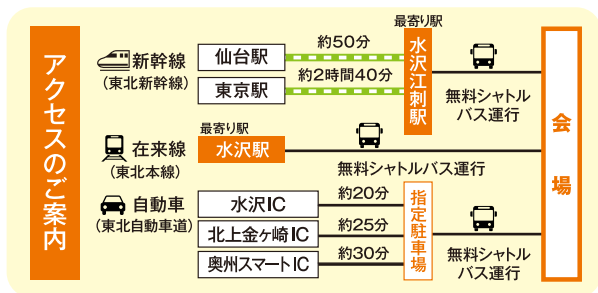 アクセスのご案内
新幹線
(東北新幹線)
仙台駅
約50分
東京駅
約2時間40分
最寄り駅
水沢江刺駅
無料シャトル
バス運行
在来線
(東北本線)
最寄り駅
水沢駅
無料シャトルバス運行
自動車
(東北自動車道)
水沢IC
約20分
北上金ヶ崎IC
約25分
奥州スマートIC
約30分
指定駐車場
無料シャトル
バス運行
会場